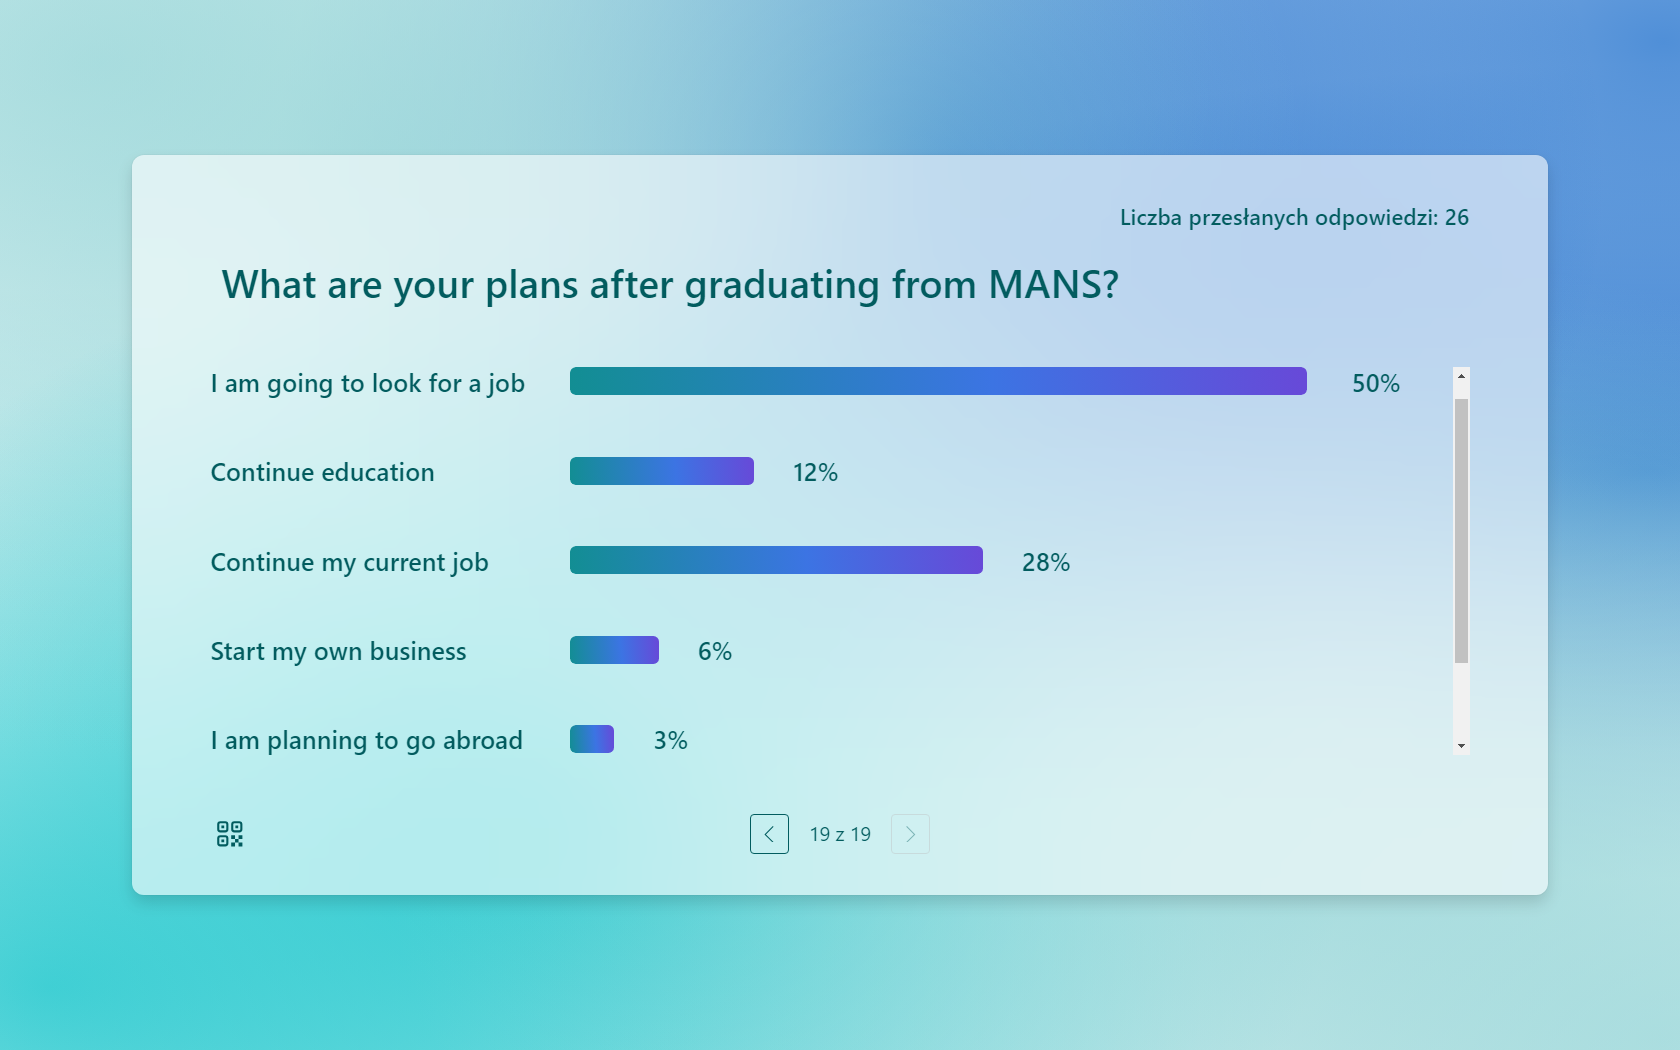 Liczba przesłanych odpowiedzi: 26
What are your plans after graduating from MANS?
I am going to look for a job 50%
Continue education 12%
Continue my current job 28%
Start my own business 6%
I am planning to go abroad 3%
19 z 19